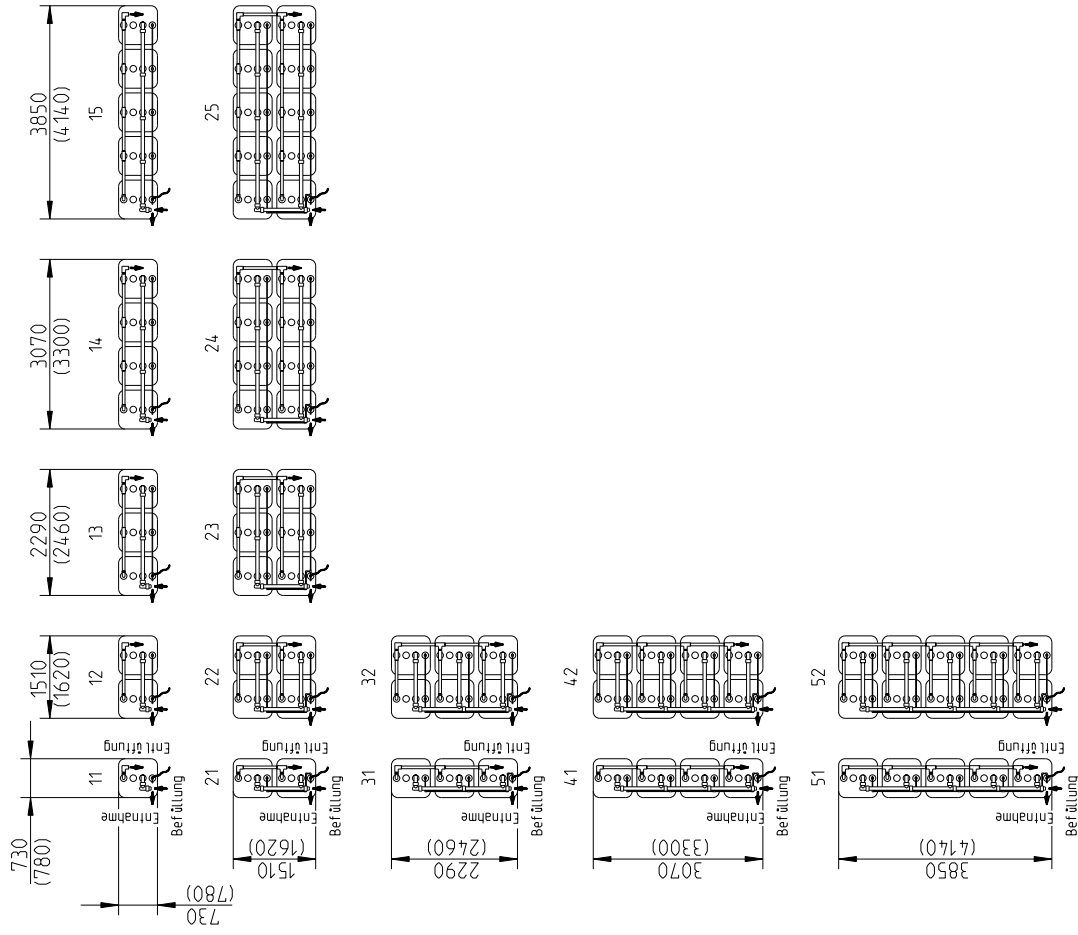 3850
(4140)
15
25
3070
(3300)
14
24
2290
(2460)
13
23
1510
(1620)
12
22
32
42
52
Entlüftung
Entlüftung
Entlüftung
Entlüftung
Entlüftung
11
21
31
41
51
730
(780)
Entnahme
Befüllung
Entnahme
Befüllung
Entnahme
Befüllung
Entnahme
Befüllung
Entnahme
Befüllung
730
(780)
1510
(1620)
2290
(2460)
3070
(3300)
3850
(4140)